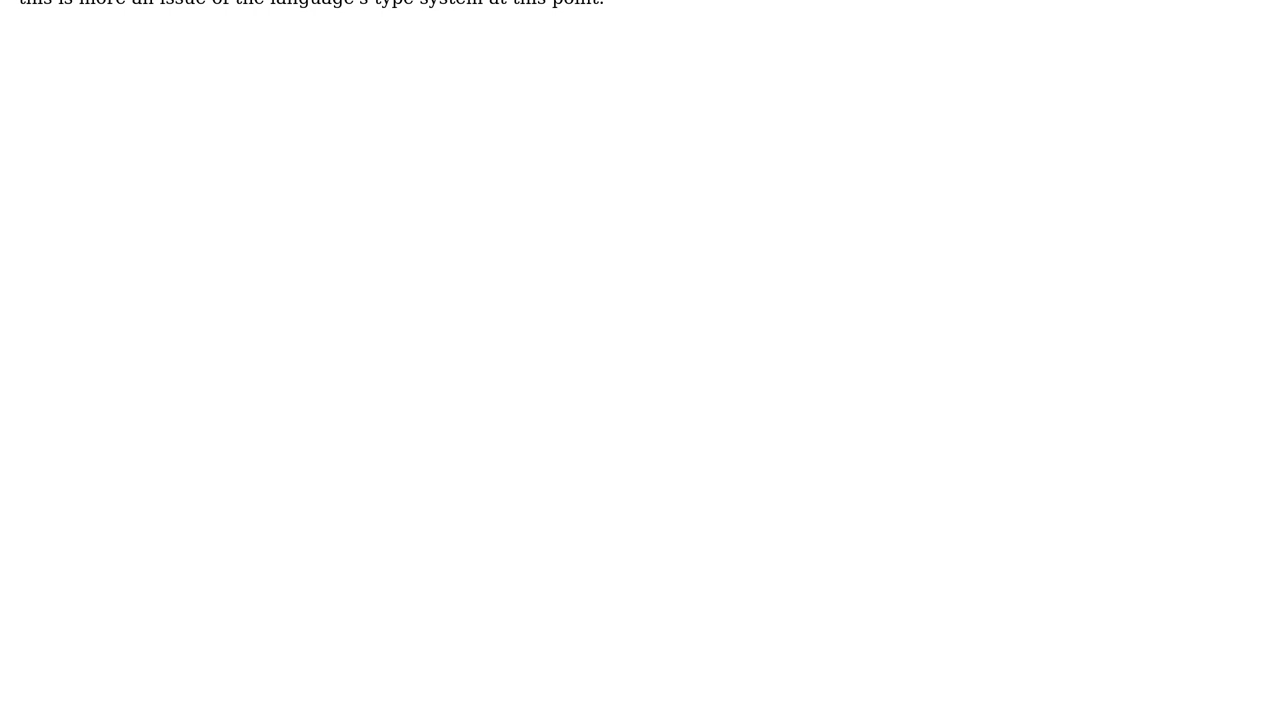 this is more an issue of the language's type system at this point.